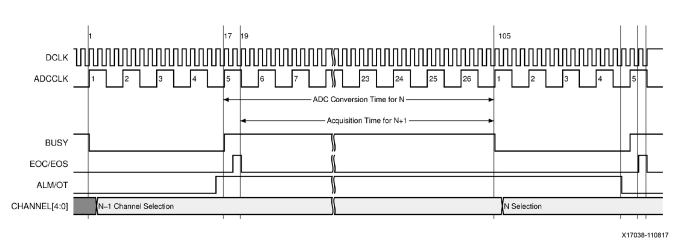 1 17 19 105
DCLK
ADCCLK 1 2 3 4 5 6 7 23 24 25 26 1 2 3 4 5
ADC Conversion Time for N
Acquisition Time for N+1
BUSY
EOC/EOS
ALM/OT
CHANNEL[4:0] N–1 Channel Selection N Selection
X17038-110817